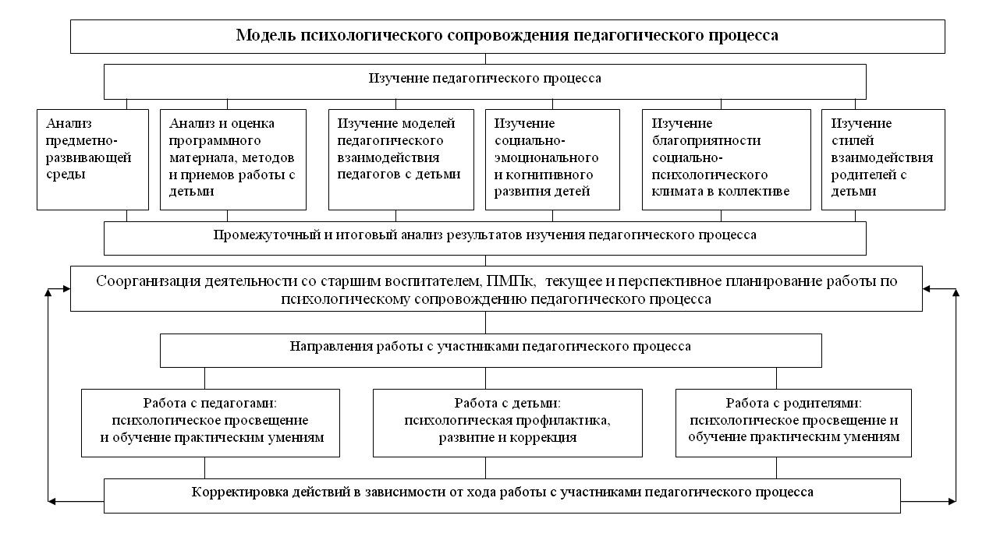 Модель психологического сопровождения педагогического процесса
Изучение педагогического процесса
Анализ
предметно-
развивающей
среды
Анализ и оценка
программного
материала, методов
и приемов работы с
детьми
Изучение моделей
педагогического
взаимодействия
педагогов с детьми
Изучение
социально-
эмоционального
и когнитивного
развития детей
Изучение
благоприятности
социально-
психологического
климата в коллективе
Изучение
стилей
взаимодействия
родителей с
детьми
Промежуточный и итоговый анализ результатов изучения педагогического процесса
Соорганизация деятельности со старшим воспитателем, ПМПк, текущее и перспективное планирование работы по
психологическому сопровождению педагогического процесса
Направления работы с участниками педагогического процесса
Работа с педагогами:
психологическое просвещение
и обучение практическим умениям
Работа с детьми:
психологическая профилактика,
развитие и коррекция
Работа с родителями:
психологическое просвещение и
обучение практическим умениям
Корректировка действий в зависимости от хода работы с участниками педагогического процесса